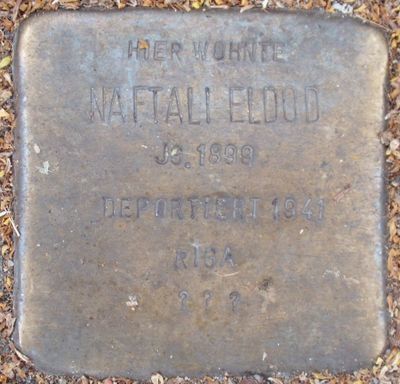 HIER WOHNTE
NAFTALI ELDOD
JG. 1899
DEPORTIERT 1941
RIGA
? ? ?